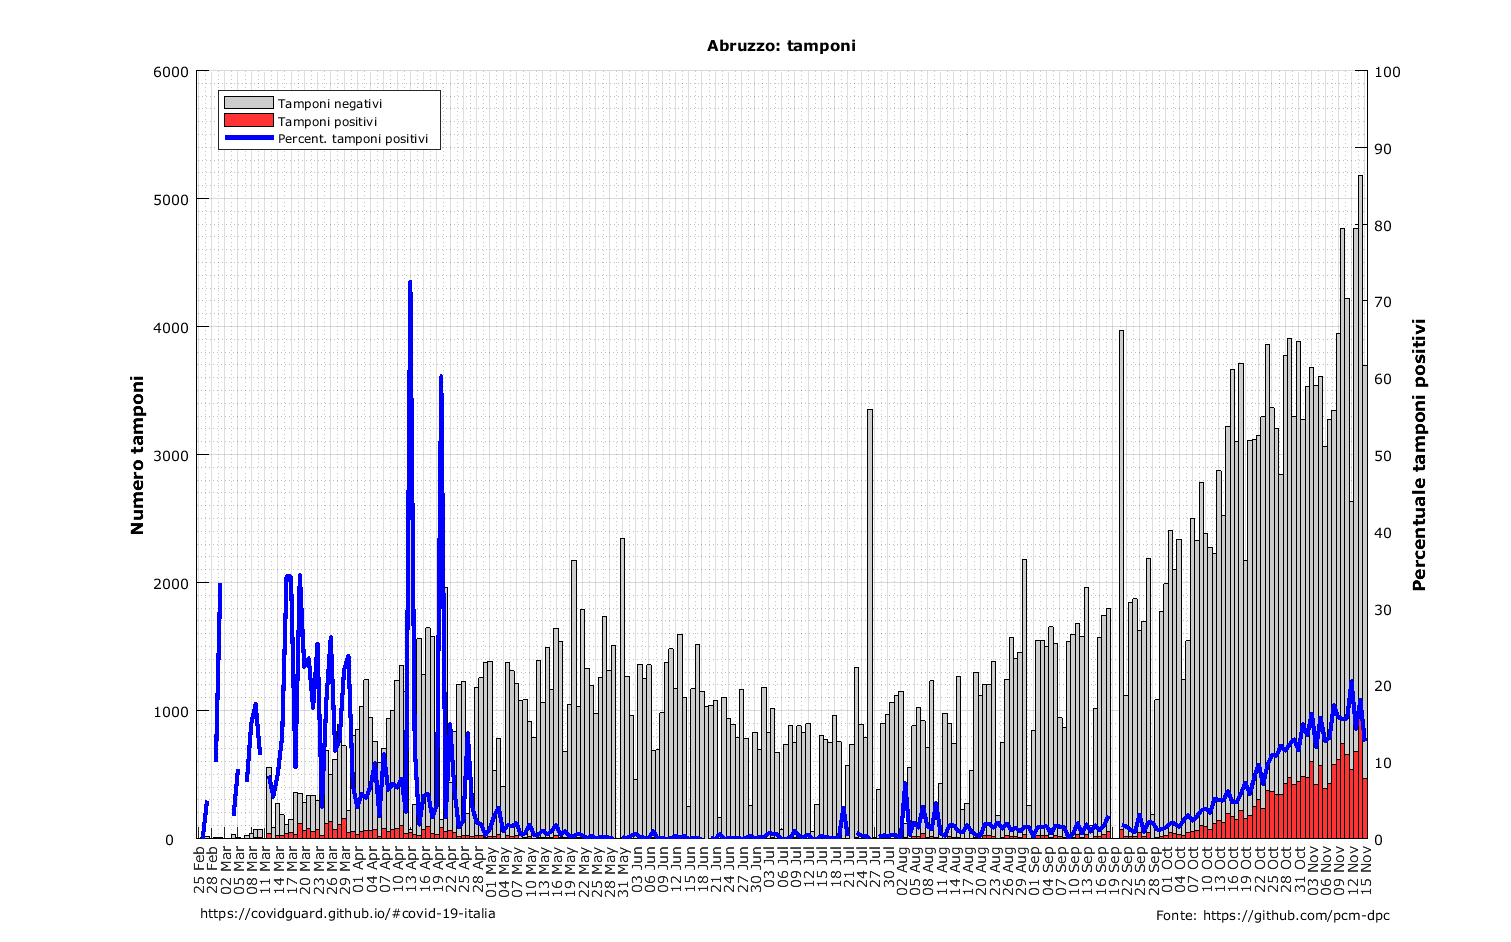 Abruzzo: tamponi
6000
5000
4000
3000
2000
1000
0
100
90
80
70
60
50
40
30
20
10
0
Tamponi negativi
Tamponi positivi
Percent. tamponi positivi
Numero tamponi
Percentuale tamponi positivi
25 Feb
28 Feb
02 Mar
05 Mar
08 Mar
11 Mar
14 Mar
17 Mar
20 Mar
23 Mar
26 Mar
29 Mar
01 Apr
04 Apr
07 Apr
10 Apr
13 Apr
16 Apr
19 Apr
22 Apr
25 Apr
28 Apr
01 May
04 May
07 May
10 May
13 May
16 May
19 May
22 May
25 May
28 May
31 May
03 Jun
06 Jun
09 Jun
12 Jun
15 Jun
18 Jun
21 Jun
24 Jun
27 Jun
30 Jun
03 Jul
06 Jul
09 Jul
12 Jul
15 Jul
18 Jul
21 Jul
24 Jul
27 Jul
30 Jul
02 Aug
05 Aug
08 Aug
11 Aug
14 Aug
17 Aug
20 Aug
23 Aug
26 Aug
29 Aug
01 Sep
04 Sep
07 Sep
10 Sep
13 Sep
16 Sep
19 Sep
22 Sep
25 Sep
28 Sep
01 Oct
04 Oct
07 Oct
10 Oct
13 Oct
16 Oct
19 Oct
22 Oct
25 Oct
28 Oct
31 Oct
03 Nov
06 Nov
09 Nov
12 Nov
15 Nov
https://covidguard.github.io/#covid-19-italia
Fonte: https://github.com/pcm-dpc